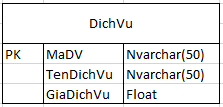 DichVu
PK MaDV Nvarchar(50)
TenDichVu Nvarchar(50)
GiaDichVu Float